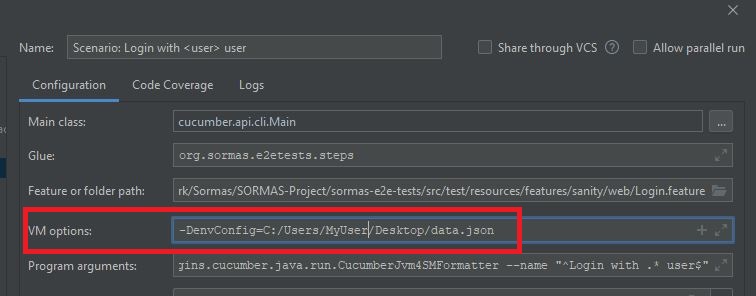 Name: Scenario: Login with <user> user Share through VCS ? Allow parallel run
Configuration Code Coverage Logs
Main class: cucumber.api.cli.Main ...
Glue: org.sormas.e2etests.steps
Feature or folder path: rk/Sormas/SORMAS-Project/sormas-e2e-tests/src/test/resources/features/sanity/web/Login.feature
VM options: -DenvConfig=C:/Users/MyUser/Desktop/data.json
Program arguments: gins.cucumber.java.run.CucumberJvm4SMFormatter --name "^Login with .* user$"